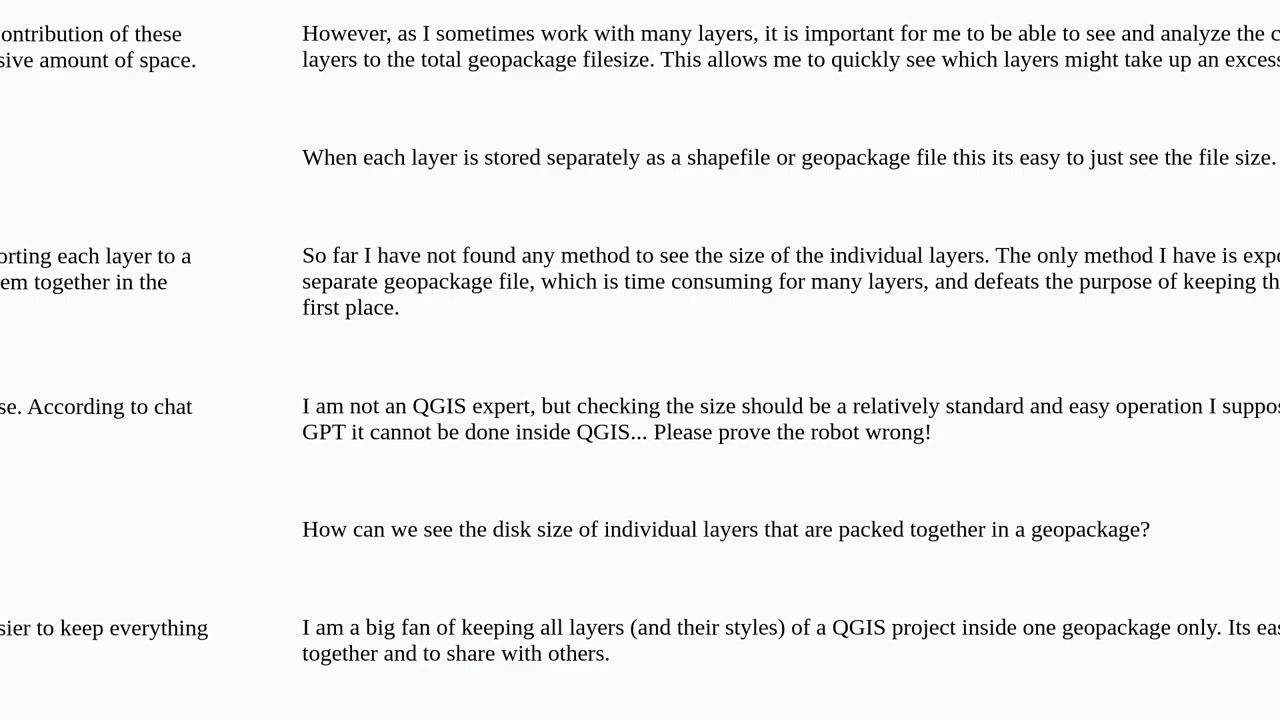 ontribution of these
sive amount of space.
orting each layer to a
em together in the
se. According to chat
sier to keep everything
However, as I sometimes work with many layers, it is important for me to be able to see and analyze the c
layers to the total geopackage filesize. This allows me to quickly see which layers might take up an excess
When each layer is stored separately as a shapefile or geopackage file this its easy to just see the file size.
So far I have not found any method to see the size of the individual layers. The only method I have is expo
separate geopackage file, which is time consuming for many layers, and defeats the purpose of keeping th
first place.
I am not an QGIS expert, but checking the size should be a relatively standard and easy operation I suppos
GPT it cannot be done inside QGIS... Please prove the robot wrong!
How can we see the disk size of individual layers that are packed together in a geopackage?
I am a big fan of keeping all layers (and their styles) of a QGIS project inside one geopackage only. Its eas
together and to share with others.